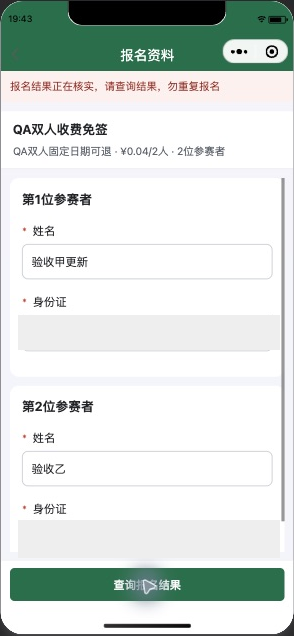 19:43
报名资料
报名结果正在核实，请查询结果，勿重复报名
QA双人收费免签
QA双人固定日期可退 · ¥0.04/2人 · 2位参赛者
第1位参赛者
* 姓名
验收甲更新
* 身份证
第2位参赛者
* 姓名
验收乙
* 身份证
查询报名结果